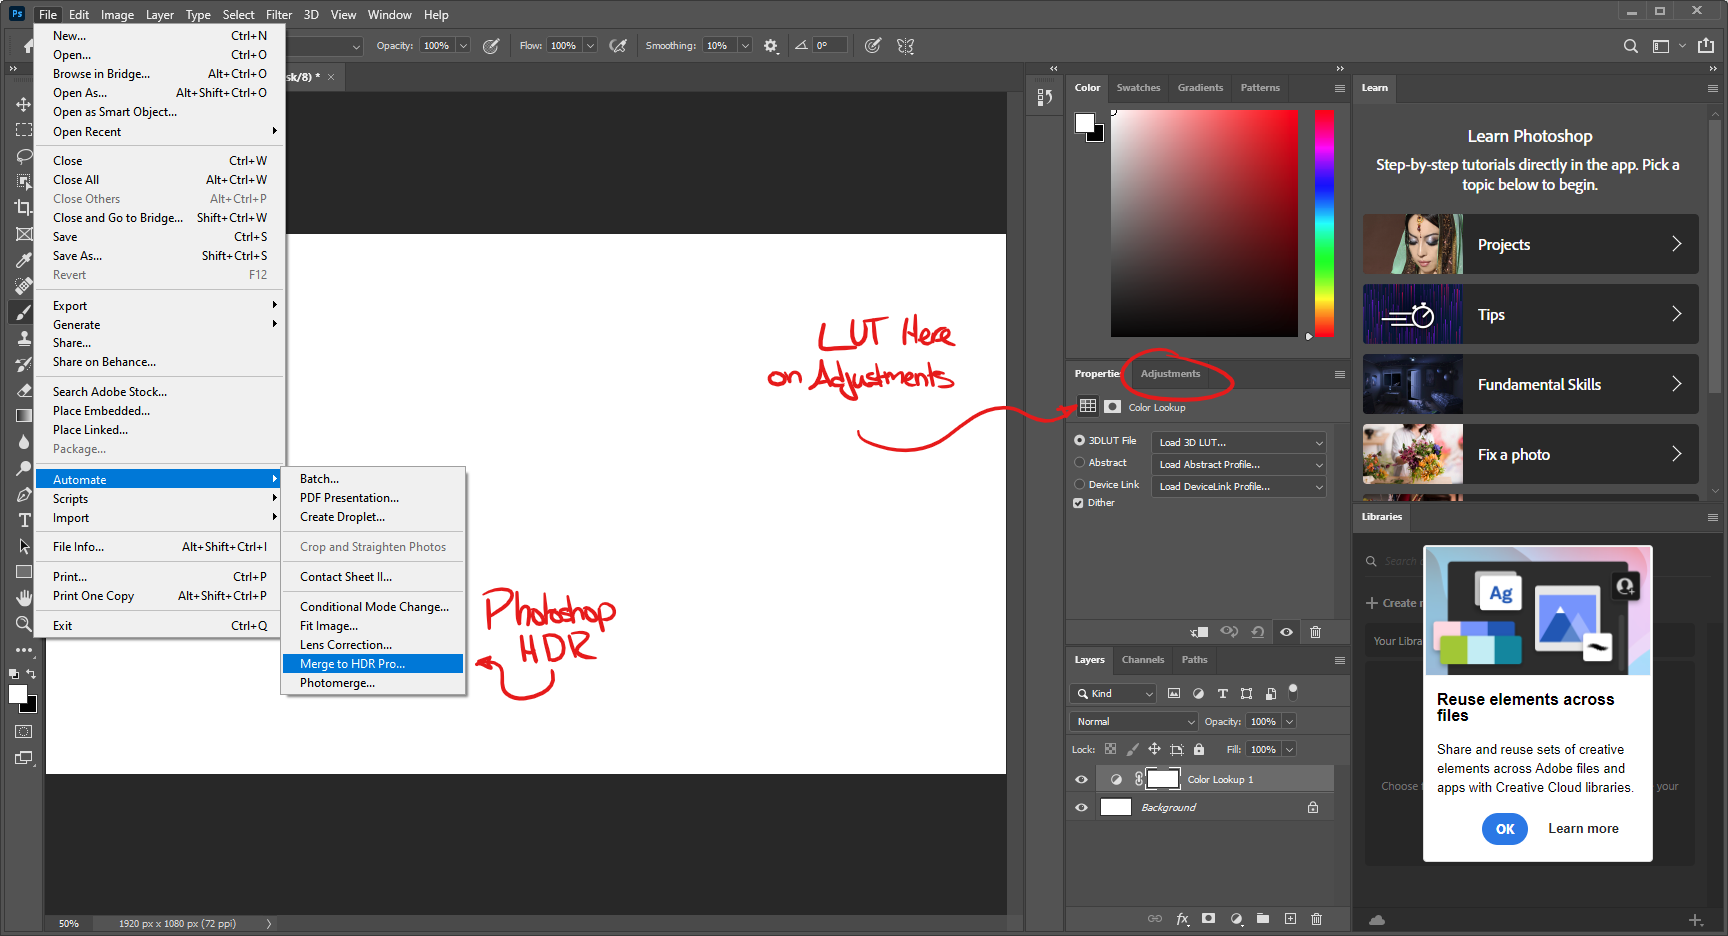 Ps File Edit Image Layer Type Select Filter 3D View Window Help
Opacity: 100% Flow: 100% Smoothing: 10% 0°
sk/8) * ×
New... Ctrl+N
Open... Ctrl+O
Browse in Bridge... Alt+Ctrl+O
Open As... Alt+Shift+Ctrl+O
Open as Smart Object...
Open Recent
Close Ctrl+W
Close All Alt+Ctrl+W
Close Others Alt+Ctrl+P
Close and Go to Bridge... Shift+Ctrl+W
Save Ctrl+S
Save As... Shift+Ctrl+S
Revert F12
Export
Generate
Share...
Share on Behance...
Search Adobe Stock...
Place Embedded...
Place Linked...
Package...
Automate
Scripts
Import
File Info... Alt+Shift+Ctrl+I
Print... Ctrl+P
Print One Copy Alt+Shift+Ctrl+P
Exit Ctrl+Q
Batch...
PDF Presentation...
Create Droplet...
Crop and Straighten Photos
Contact Sheet II...
Conditional Mode Change...
Fit Image...
Lens Correction...
Merge to HDR Pro...
Photomerge...
Photoshop
HDR
LUT Here
on Adjustments
50% 1920 px x 1080 px (72 ppi)
Color Swatches Gradients Patterns
Properties Adjustments
Color Lookup
3DLUT File Load 3D LUT...
Abstract Load Abstract Profile...
Device Link Load DeviceLink Profile...
Dither
Layers Channels Paths
Kind
Normal Opacity: 100%
Lock: Fill: 100%
Color Lookup 1
Background
fx
Learn
Learn Photoshop
Step-by-step tutorials directly in the app. Pick a
topic below to begin.
Projects
Tips
Fundamental Skills
Fix a photo
Libraries
Search
Create
Your Libra
Choose your
Ag
Reuse elements across
files
Share and reuse sets of creative
elements across Adobe files and
apps with Creative Cloud libraries.
OK Learn more